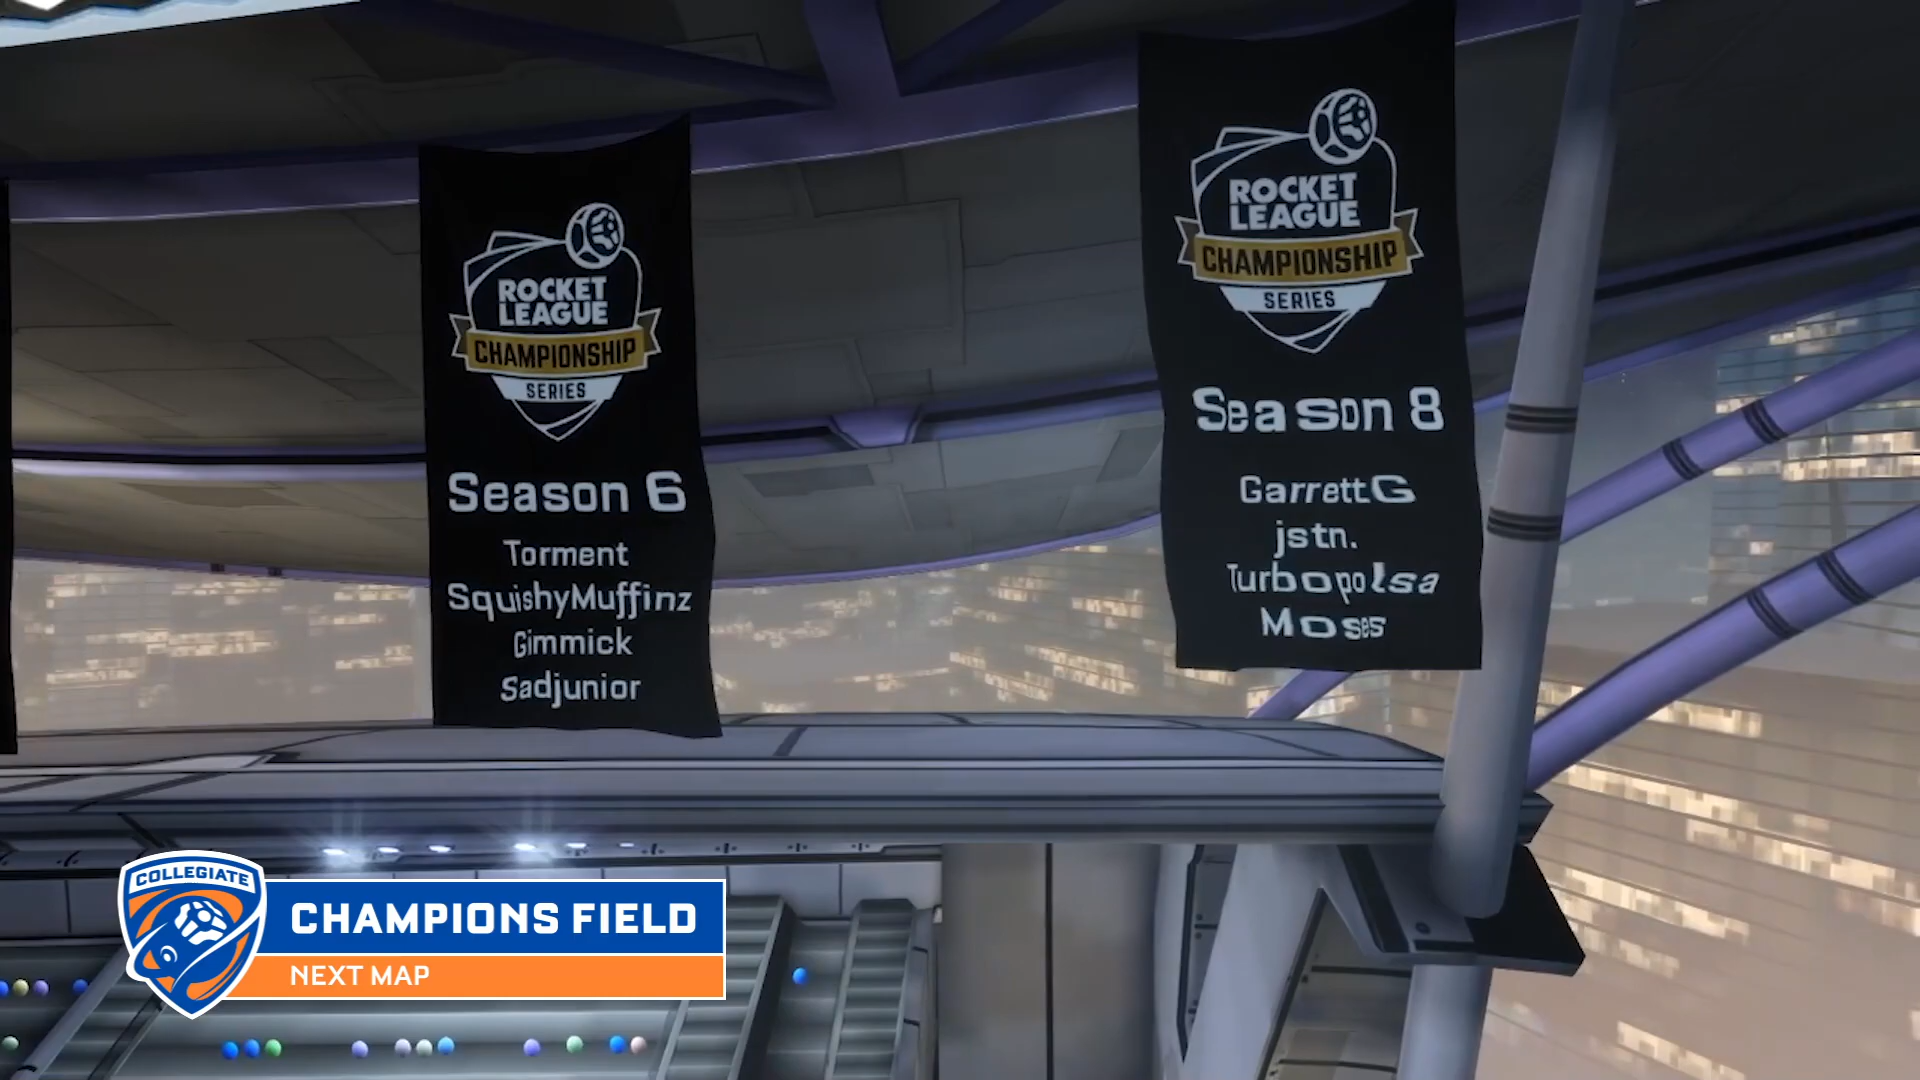 ROCKET
LEAGUE
CHAMPIONSHIP
SERIES
Season 6
Torment
SquishyMuffinz
Gimmick
Sadjunior
ROCKET
LEAGUE
CHAMPIONSHIP
SERIES
Season 8
GarrettG
jstn.
Turbopolsa
Moses
COLLEGIATE
CHAMPIONS FIELD
NEXT MAP